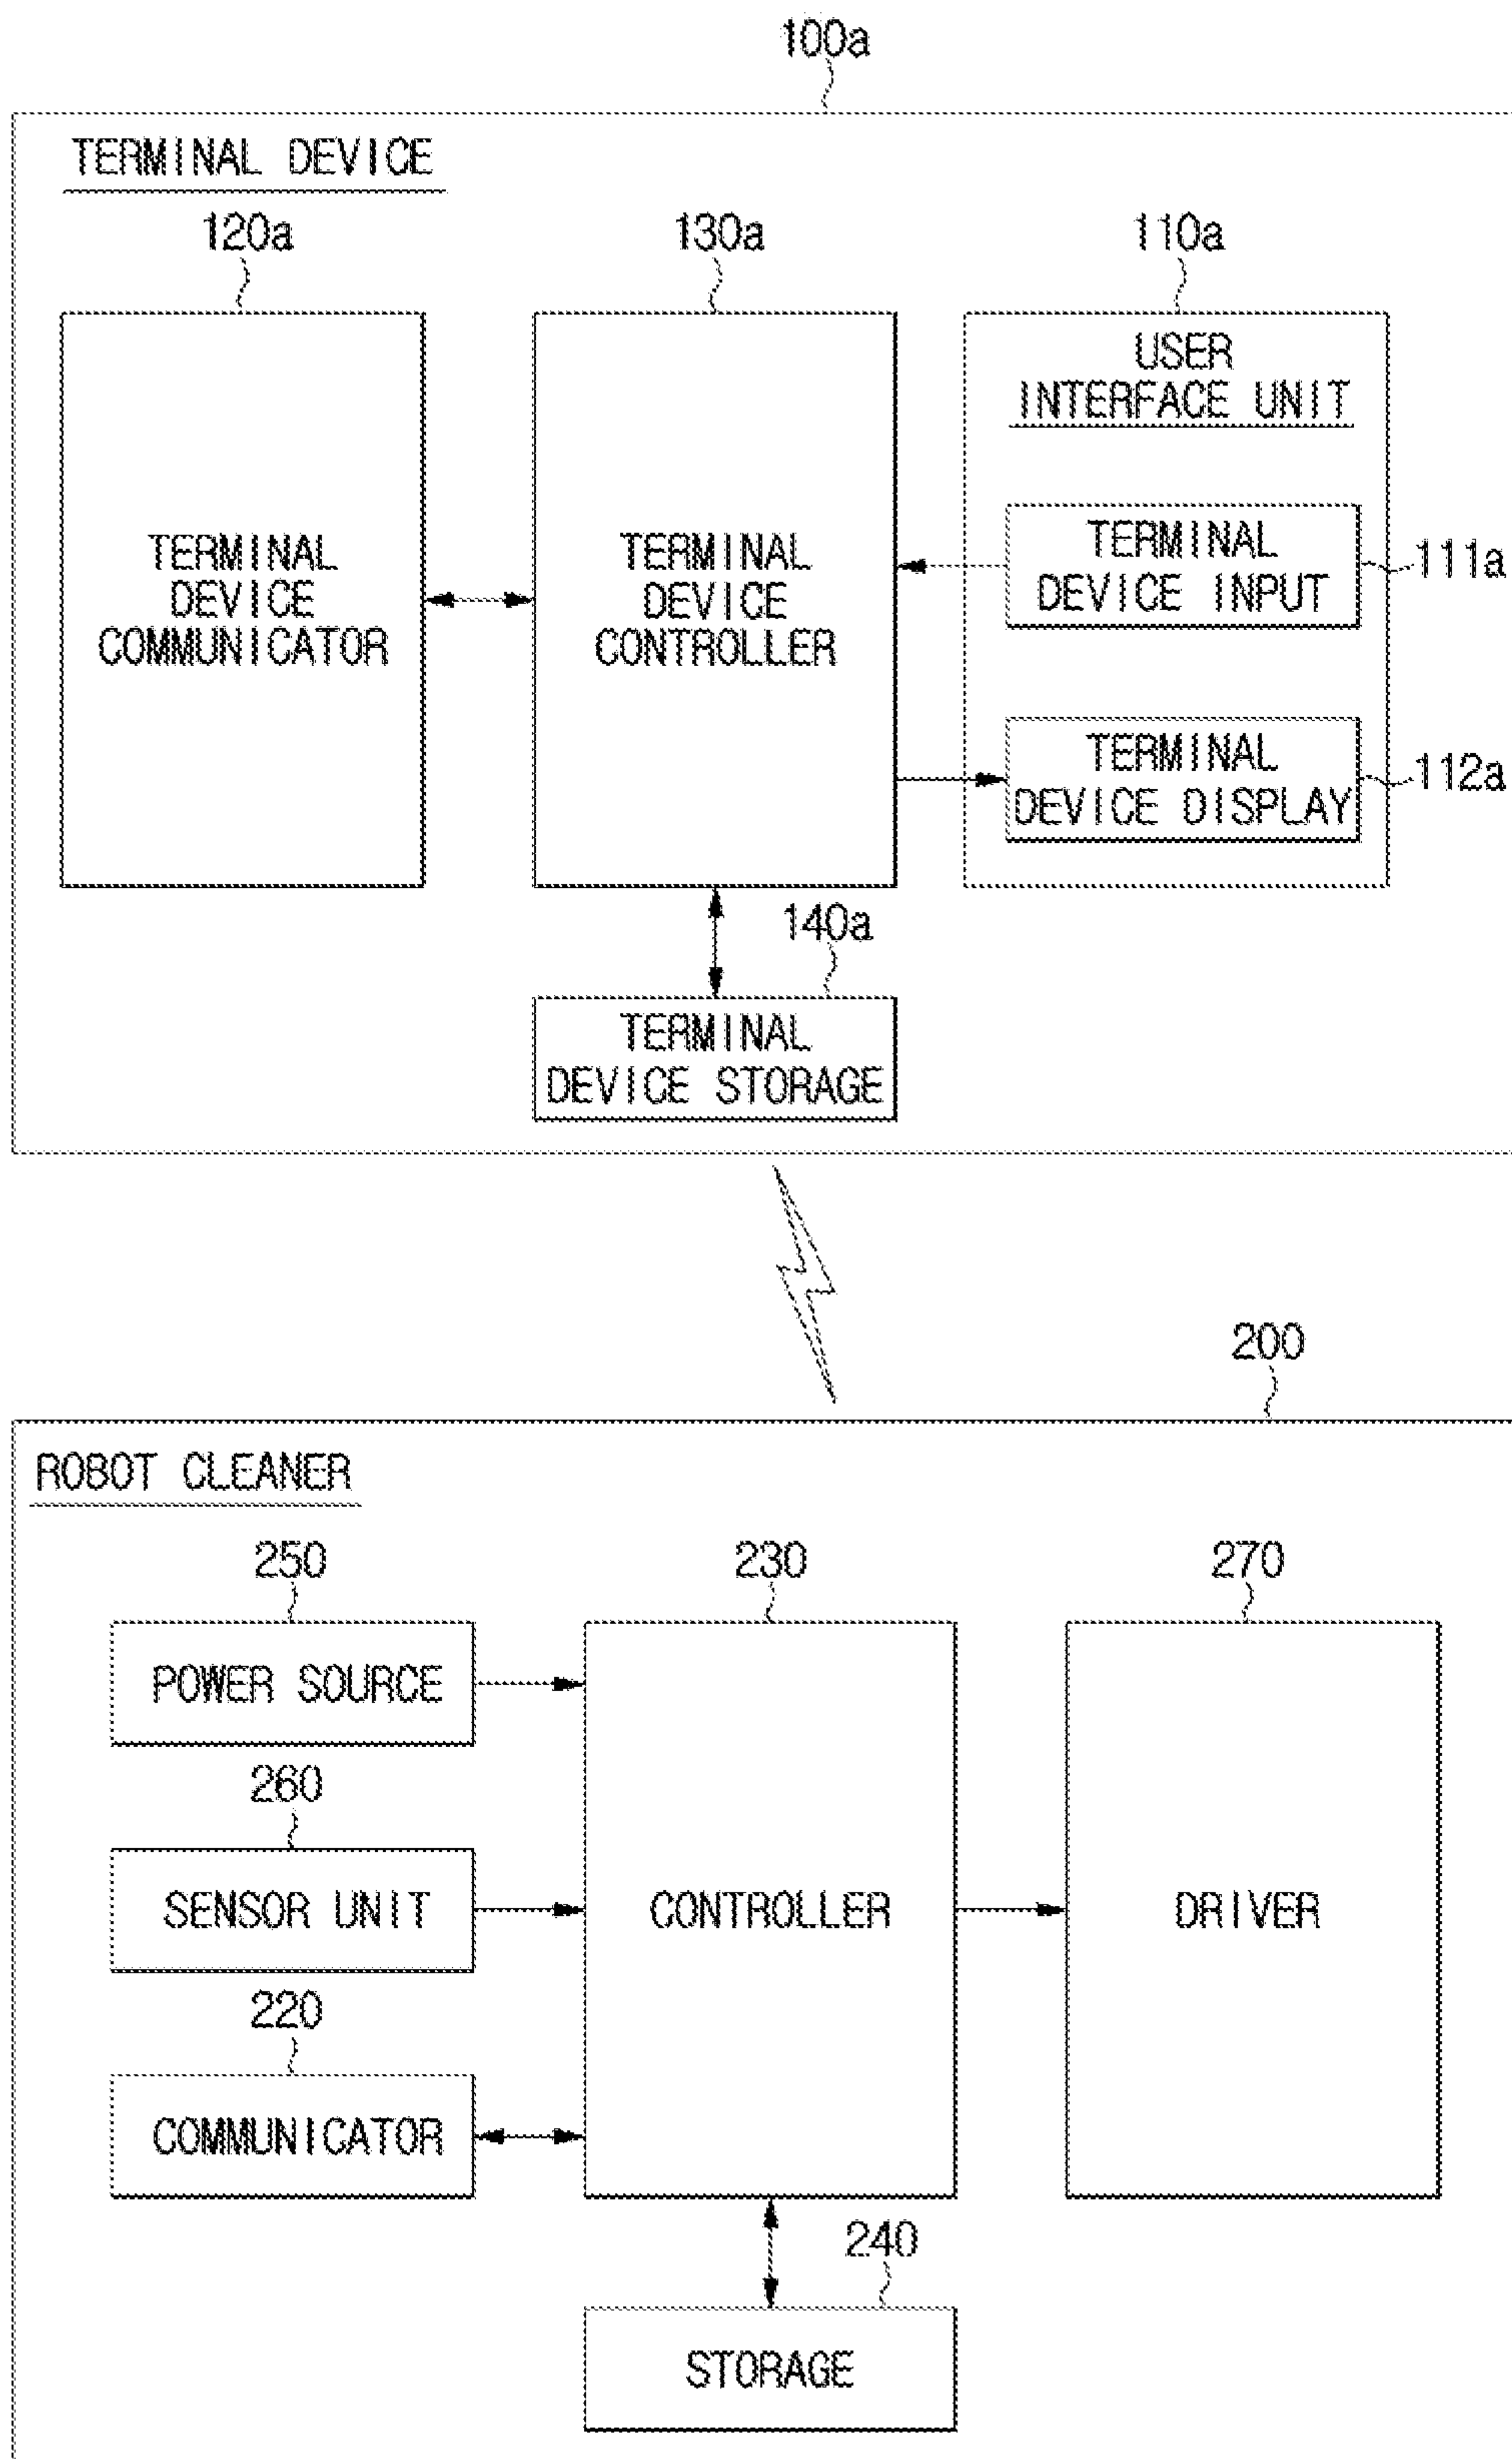 100a
TERMINAL DEVICE
120a
130a
110a
USER
INTERFACE UNIT
TERMINAL
DEVICE
COMMUNICATOR
TERMINAL
DEVICE
CONTROLLER
TERMINAL
DEVICE INPUT
111a
TERMINAL
DEVICE DISPLAY
112a
140a
TERMINAL
DEVICE STORAGE
200
ROBOT CLEANER
250
230
270
POWER SOURCE
260
SENSOR UNIT
CONTROLLER
DRIVER
220
COMMUNICATOR
240
STORAGE